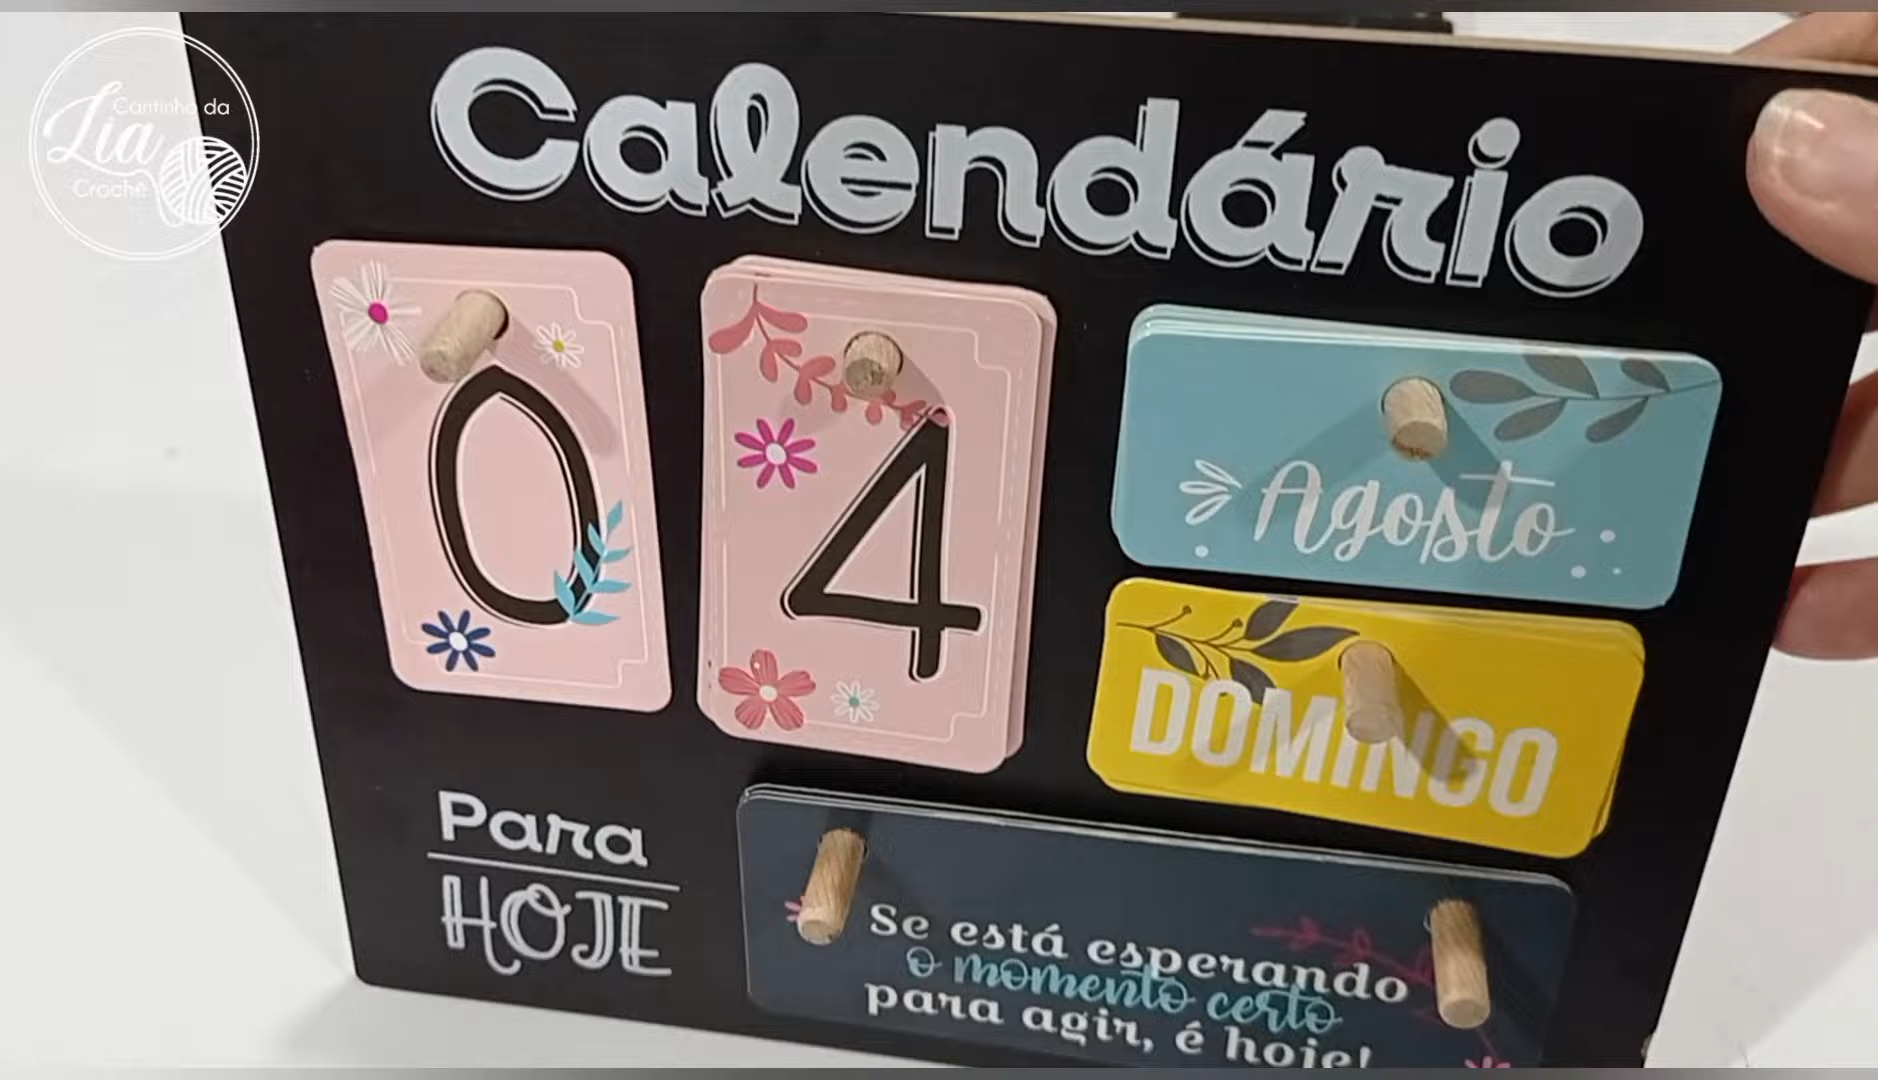 Cantinho da
Lia
Crochê
Calendário
0
4
Agosto
DOMINGO
Para
HOJE
Se está esperando
o momento certo
para agir, é hoje!